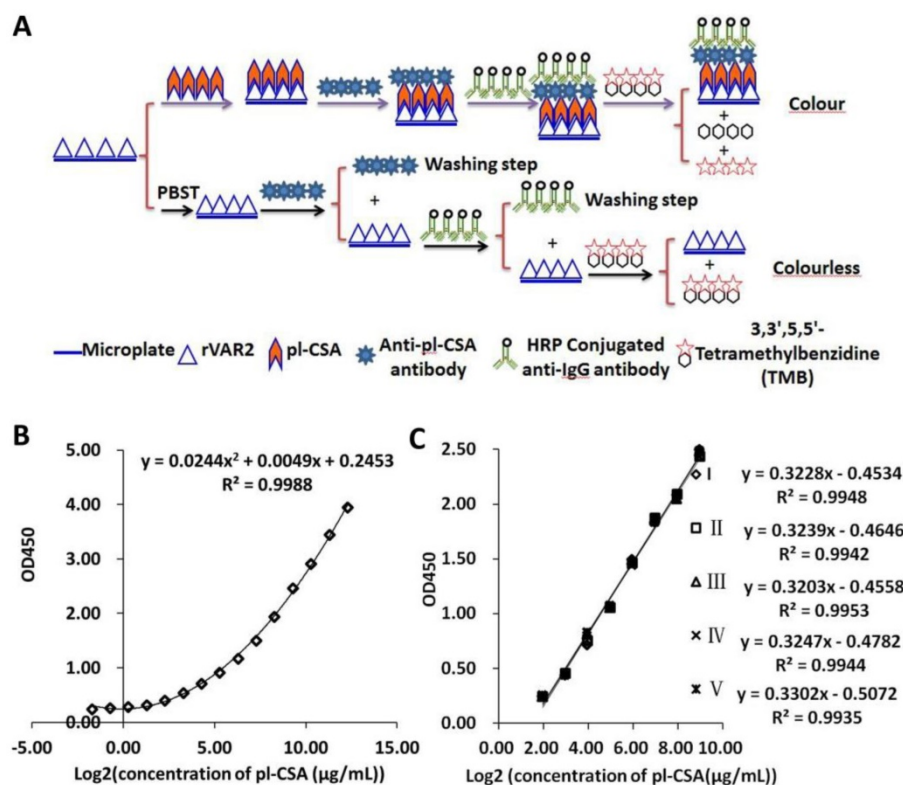 A
PBST
Washing step
Washing step
Colour
Colourless
Microplate
rVAR2
pl-CSA
Anti-pl-CSA
antibody
HRP Conjugated
anti-IgG antibody
3,3',5,5'-
Tetramethylbenzidine
(TMB)
+
+
+
+
+
B
y = 0.0244x² + 0.0049x + 0.2453
R² = 0.9988
OD450
5.00
4.00
3.00
2.00
1.00
0.00
-5.00 0.00 5.00 10.00 15.00
Log2(concentration of pl-CSA (µg/mL))
C
OD450
2.50
2.00
1.50
1.00
0.50
0.00
0.00 2.00 4.00 6.00 8.00 10.00
Log2 (concentration of pl-CSA(µg/mL))
I y = 0.3228x - 0.4534
R² = 0.9948
II y = 0.3239x - 0.4646
R² = 0.9942
III y = 0.3203x - 0.4558
R² = 0.9953
IV y = 0.3247x - 0.4782
R² = 0.9944
V y = 0.3302x - 0.5072
R² = 0.9935